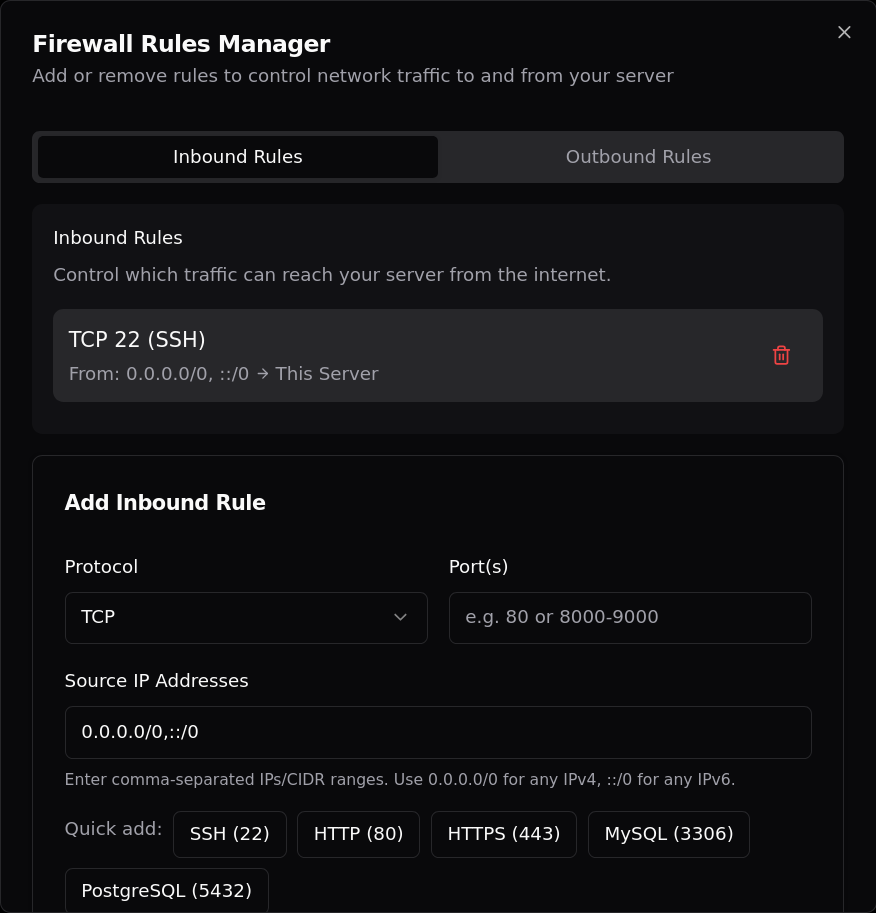 Firewall Rules Manager
Add or remove rules to control network traffic to and from your server
Inbound Rules
Outbound Rules
Inbound Rules
Control which traffic can reach your server from the internet.
TCP 22 (SSH)
From: 0.0.0.0/0, ::/0 → This Server
Add Inbound Rule
Protocol
Port(s)
TCP
e.g. 80 or 8000-9000
Source IP Addresses
0.0.0.0/0,::/0
Enter comma-separated IPs/CIDR ranges. Use 0.0.0.0/0 for any IPv4, ::/0 for any IPv6.
Quick add: SSH (22) HTTP (80) HTTPS (443) MySQL (3306)
PostgreSQL (5432)